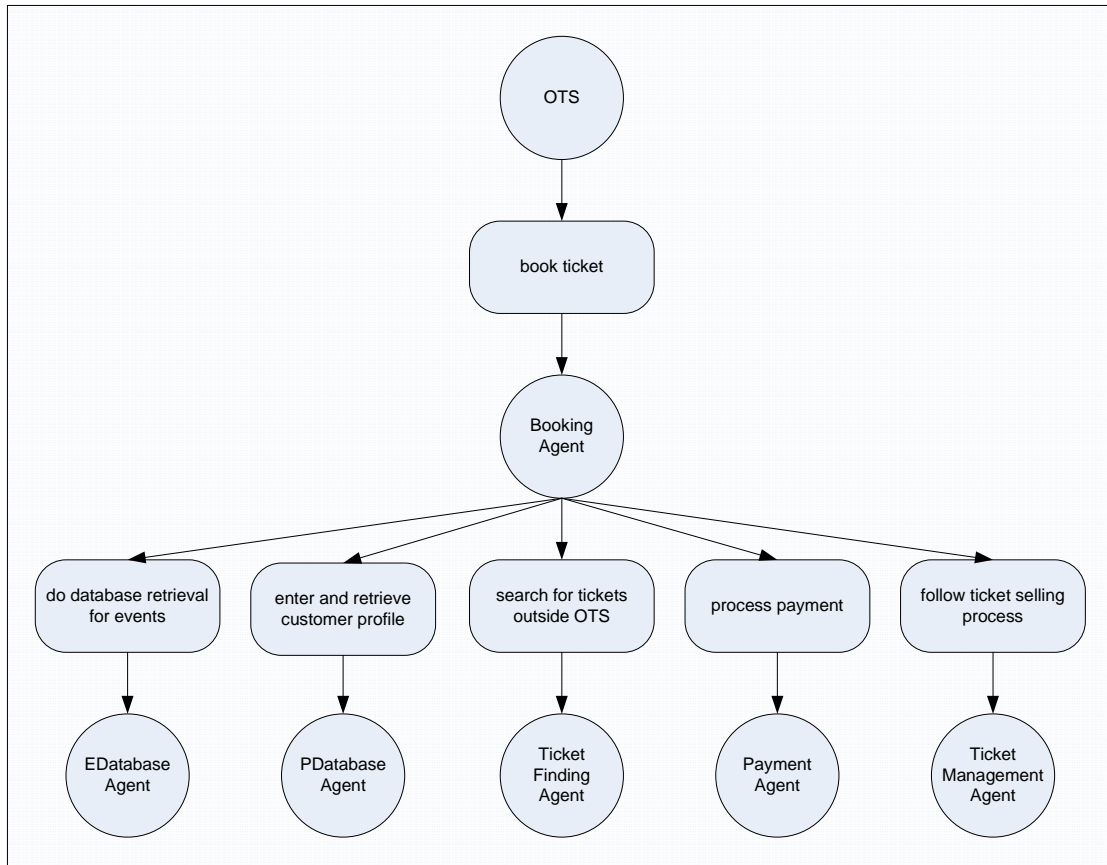 OTS
book ticket
Booking
Agent
do database retrieval
for events
enter and retrieve
customer profile
search for tickets
outside OTS
process payment
follow ticket selling
process
EDatabase
Agent
PDatabase
Agent
Ticket
Finding
Agent
Payment
Agent
Ticket
Management
Agent